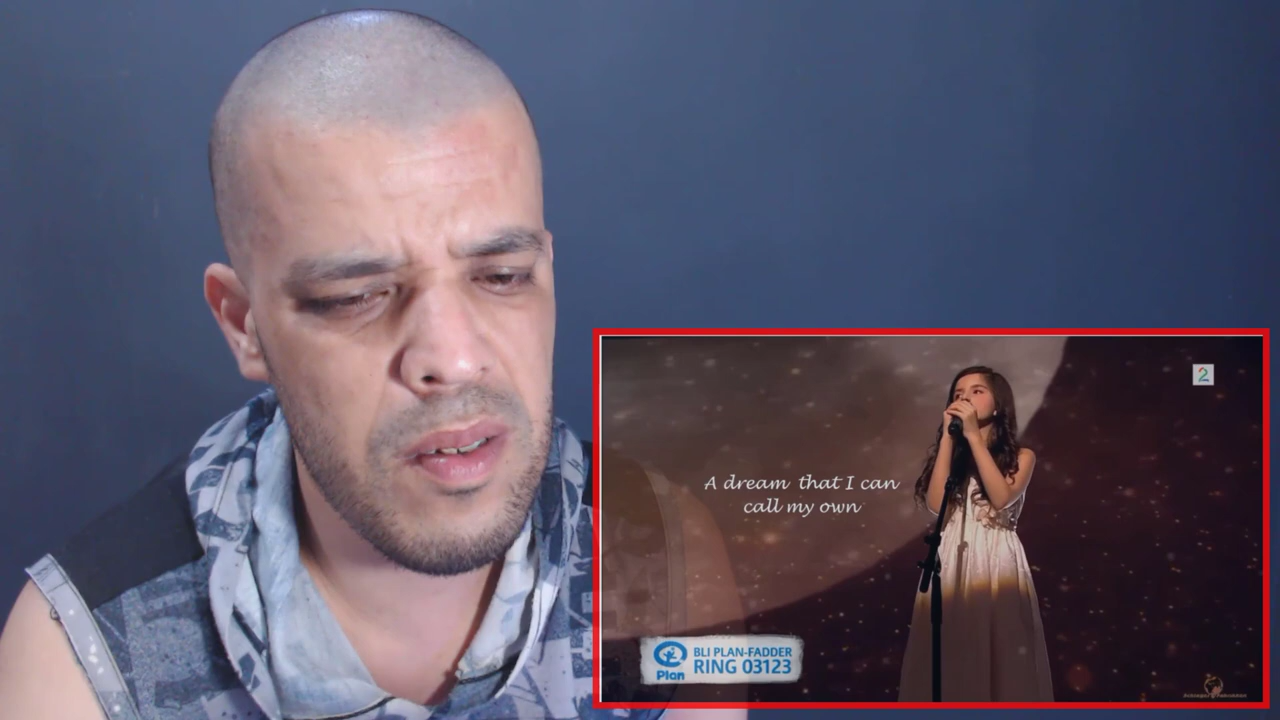 2
A dream that I can
call my own
Plan
BLI PLAN-FADDER
RING 03123